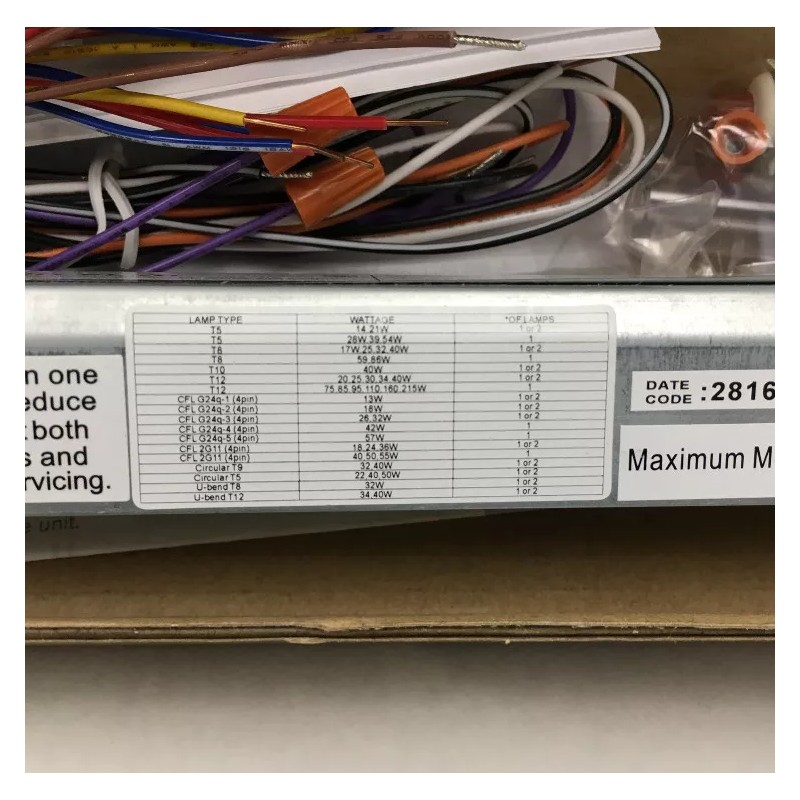 LAMP TYPE WATTAGE *OF LAMPS
T5 14,21W 1 or 2
T5 28W,39,54W 1
T8 17W,25,32,40W 1 or 2
T8 59,86W 1
T10 40W 1 or 2
T12 20,25,30,34,40W 1 or 2
T12 75,85,95,110,160,215W 1
CFL G24q-1 (4pin) 13W 1 or 2
CFL G24q-2 (4pin) 18W 1 or 2
CFL G24q-3 (4pin) 26,32W 1 or 2
CFL G24q-4 (4pin) 42W 1
CFL G24q-5 (4pin) 57W 1
CFL 2G11 (4pin) 18,24,36W 1 or 2
CFL 2G11 (4pin) 40,50,55W 1
Circular T9 32,40W 1 or 2
Circular T5 22,40,50W 1 or 2
U-bend T8 32W 1 or 2
U-bend T12 34,40W 1 or 2
n one
educe
both
s and
rvicing.
DATE
CODE :2816
Maximum M
unit.